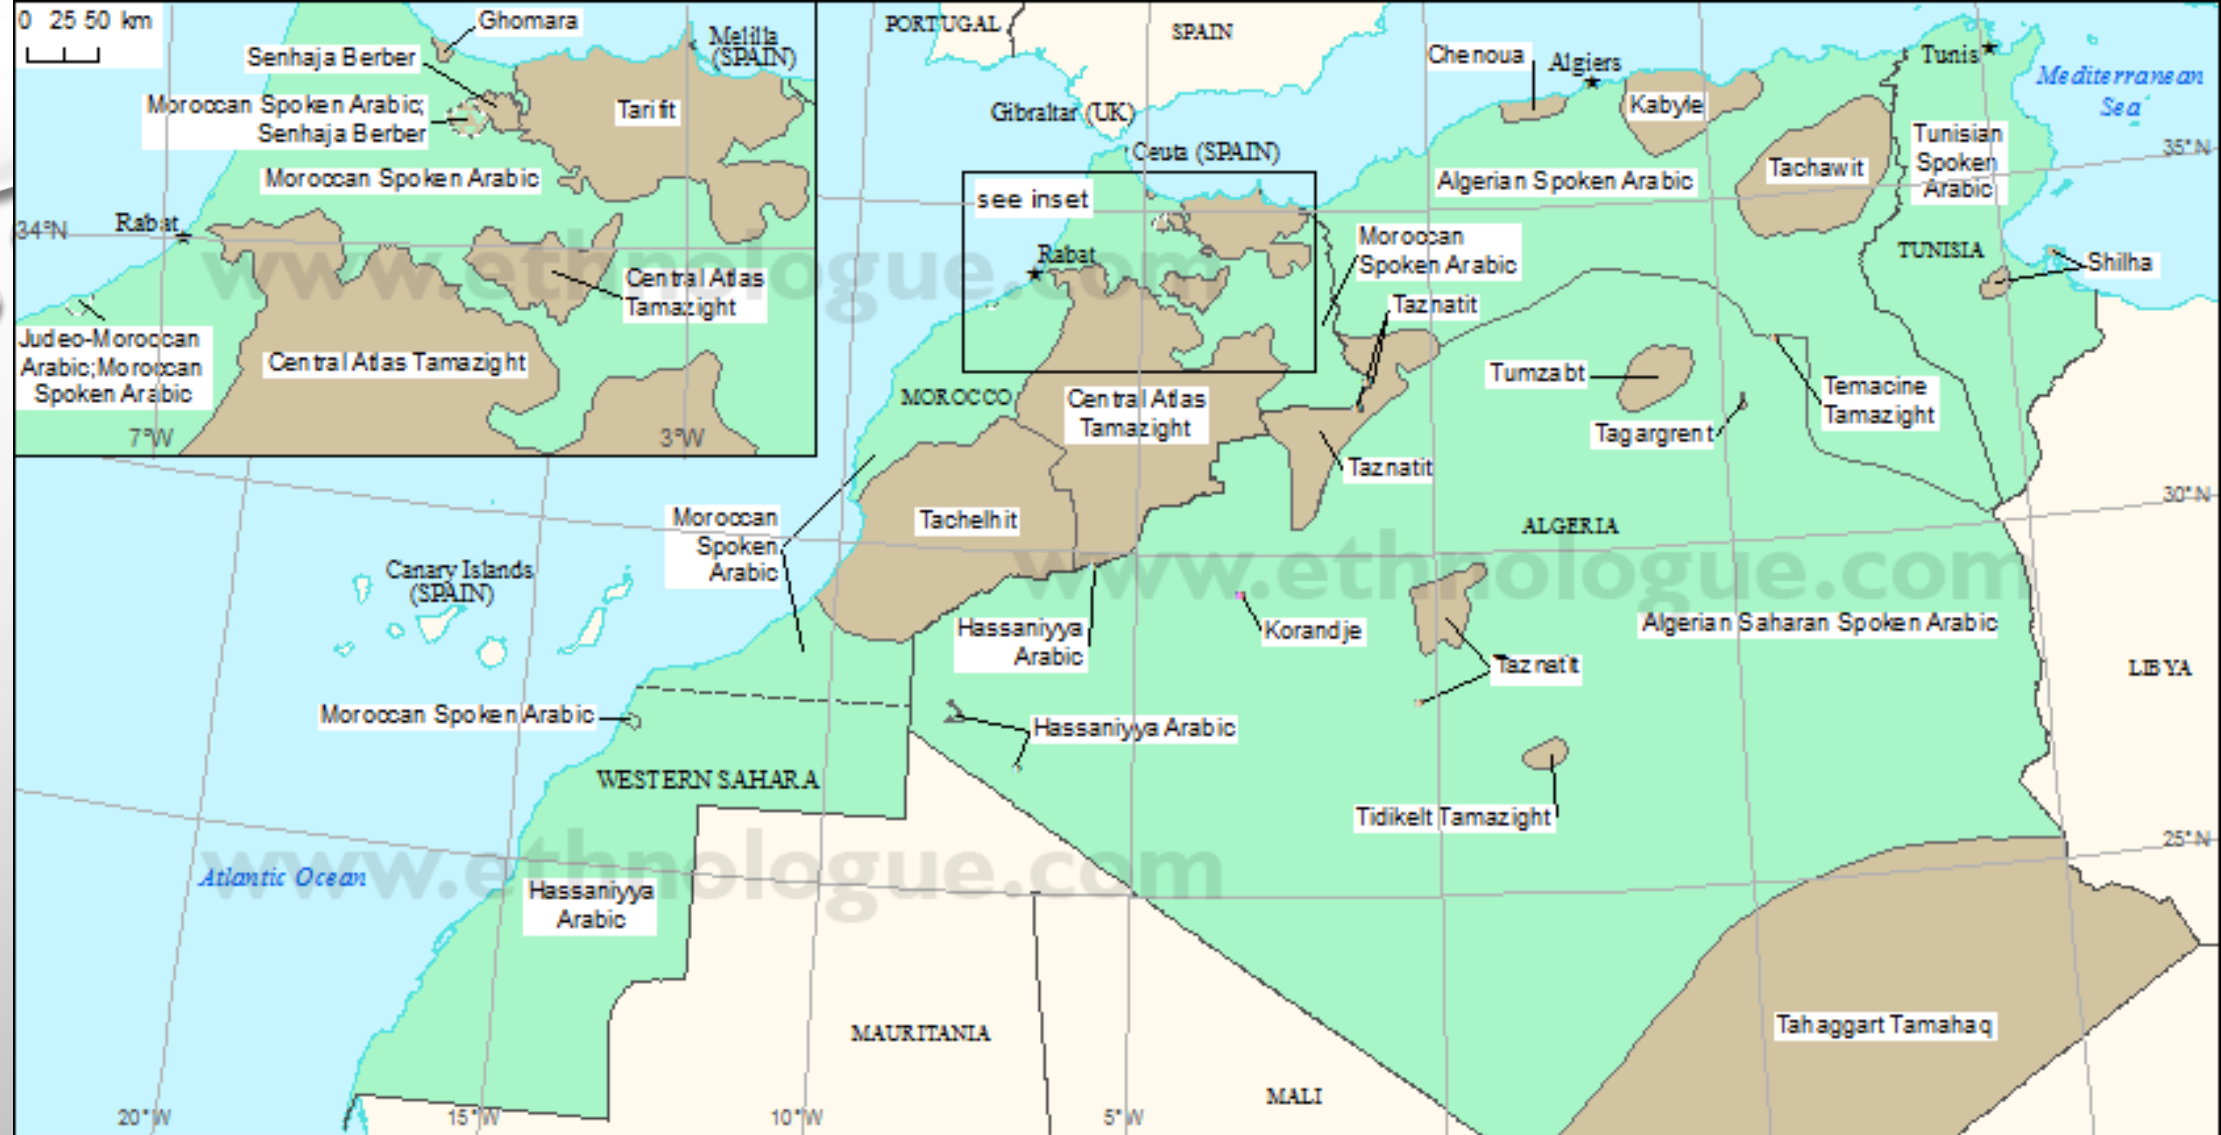 0 25 50 km
Ghomara
Senhaja Berber
Melilla
(SPAIN)
Moroccan Spoken Arabic;
Senhaja Berber
Tarifit
Moroccan Spoken Arabic
34°N
Rabat
Central Atlas
Tamazight
Judeo-Moroccan
Arabic;Moroccan
Spoken Arabic
Central Atlas Tamazight
7°W
3°W
PORTUGAL
SPAIN
Gibraltar (UK)
Ceuta (SPAIN)
see inset
Rabat
Chenoua
Algiers
Kabyle
Tunis
Mediterranean
Sea
35°N
Tachawit
Tunisian
Spoken
Arabic
Algerian Spoken Arabic
TUNISIA
Shilha
Moroccan
Spoken Arabic
Taznatit
Tumzabt
Temacine
Tamazight
Tagargrent
MOROCCO
Central Atlas
Tamazight
Taznatit
30°N
Moroccan
Spoken
Arabic
Tachelhit
ALGERIA
Canary Islands
(SPAIN)
Hassaniyya
Arabic
Korandje
Taznatit
Algerian Saharan Spoken Arabic
LIBYA
Moroccan Spoken Arabic
Hassaniyya Arabic
WESTERN SAHARA
Tidikelt Tamazight
25°N
Atlantic Ocean
Hassaniyya
Arabic
MAURITANIA
MALI
Tahaggart Tamahaq
20°W
15°W
10°W
5°W
www.ethnologue.com
www.ethnologue.com
www.ethnologue.com